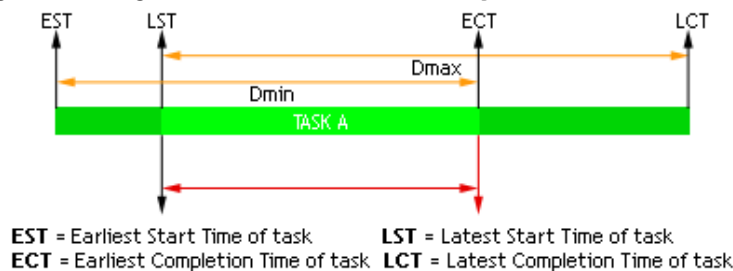 EST LST ECT LCT
Dmax
Dmin
TASK A
EST = Earliest Start Time of task LST = Latest Start Time of task
ECT = Earliest Completion Time of task LCT = Latest Completion Time of task